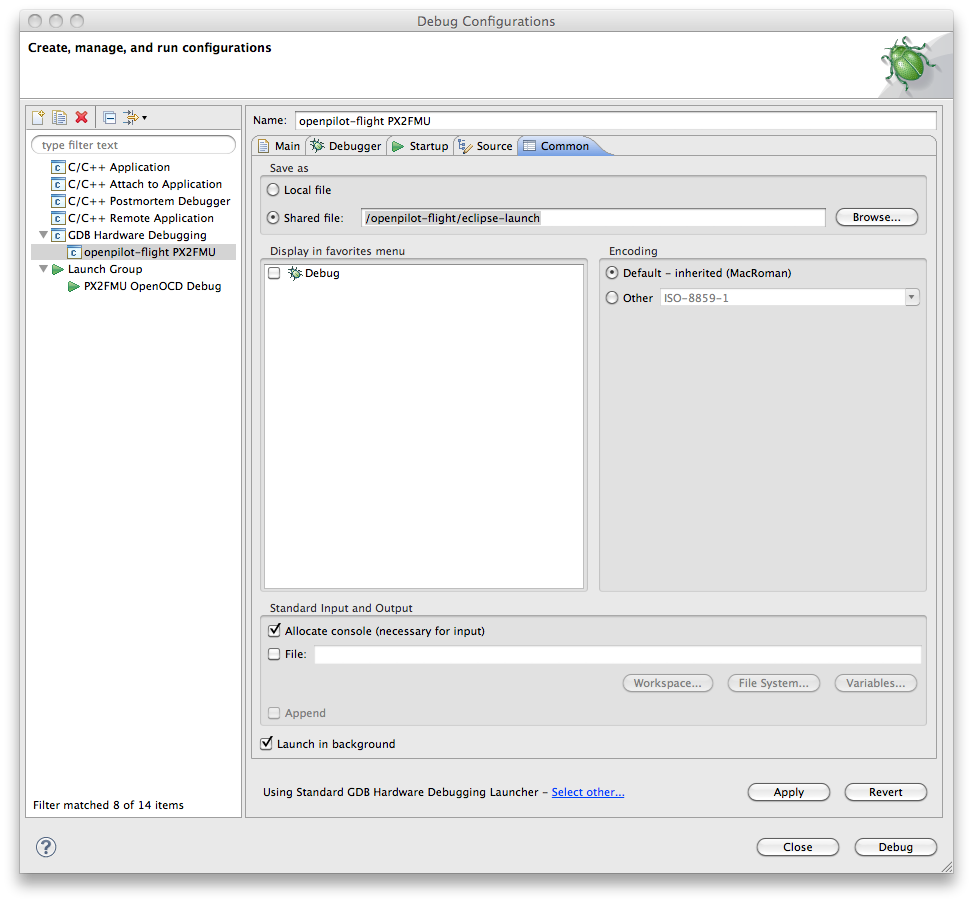 Debug Configurations
Create, manage, and run configurations
type filter text
C/C++ Application
C/C++ Attach to Application
C/C++ Postmortem Debugger
C/C++ Remote Application
GDB Hardware Debugging
openpilot-flight PX2FMU
Launch Group
PX2FMU OpenOCD Debug
Filter matched 8 of 14 items
Name: openpilot-flight PX2FMU
Main Debugger Startup Source Common
Save as
Local file
Shared file: /openpilot-flight/eclipse-launch Browse...
Display in favorites menu
Debug
Encoding
Default - inherited (MacRoman)
Other ISO-8859-1
Standard Input and Output
Allocate console (necessary for input)
File:
Workspace... File System... Variables...
Append
Launch in background
Using Standard GDB Hardware Debugging Launcher - Select other... Apply Revert
? Close Debug